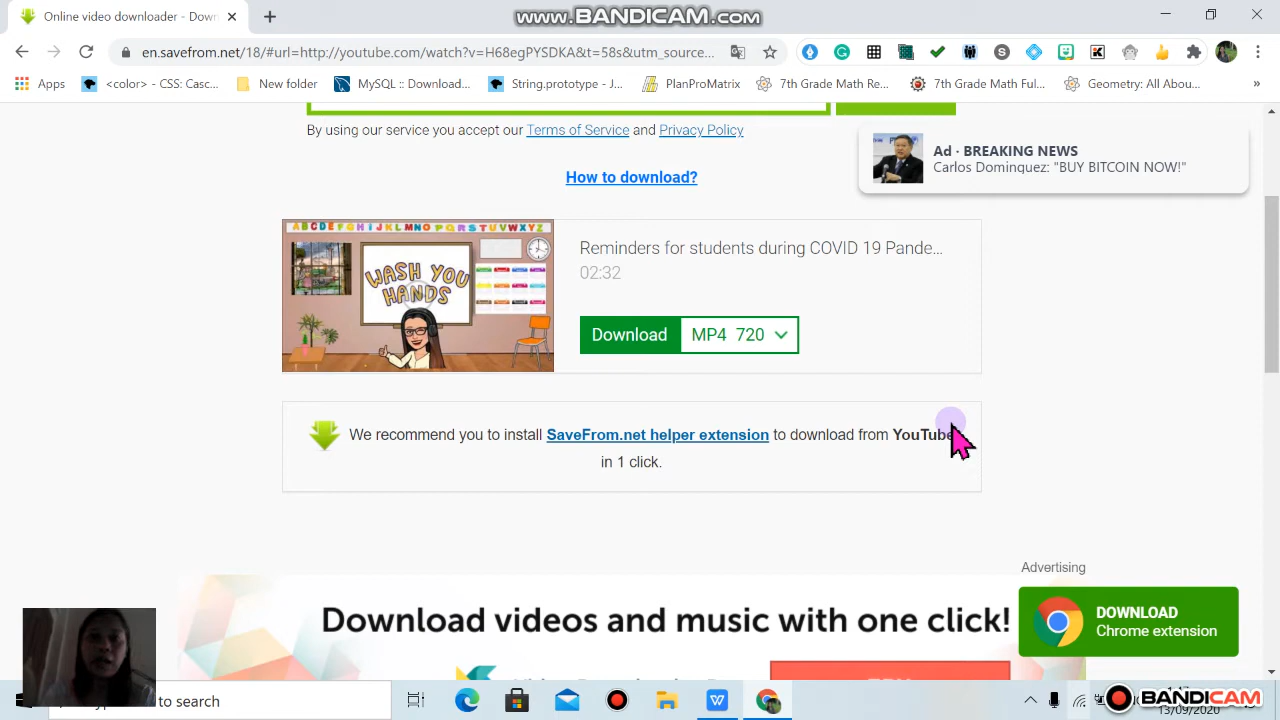 www.BANDICAM.com
Online video downloader - Dow
en.savefrom.net/18/#url=http://youtube.com/watch?v=H68egPYSDKA&t=58s&utm_source...
Apps
<color> - CSS: Casc...
New folder
MySQL :: Download...
String.prototype - J...
PlanProMatrix
7th Grade Math Re...
7th Grade Math Ful...
Geometry: All Abou...
»
By using our service you accept our Terms of Service and Privacy Policy
Ad · BREAKING NEWS
Carlos Dominguez: "BUY BITCOIN NOW!"
How to download?
ABCDEFGHIJKLMNOPQRSTUVWXYZ
WASH YOU
HANDS
Reminders for students during COVID 19 Pande...
02:32
Download
MP4 720
We recommend you to install SaveFrom.net helper extension to download from YouTube
in 1 click.
Advertising
Download videos and music with one click!
DOWNLOAD
Chrome extension
to search
BANDICAM
13/09/2020